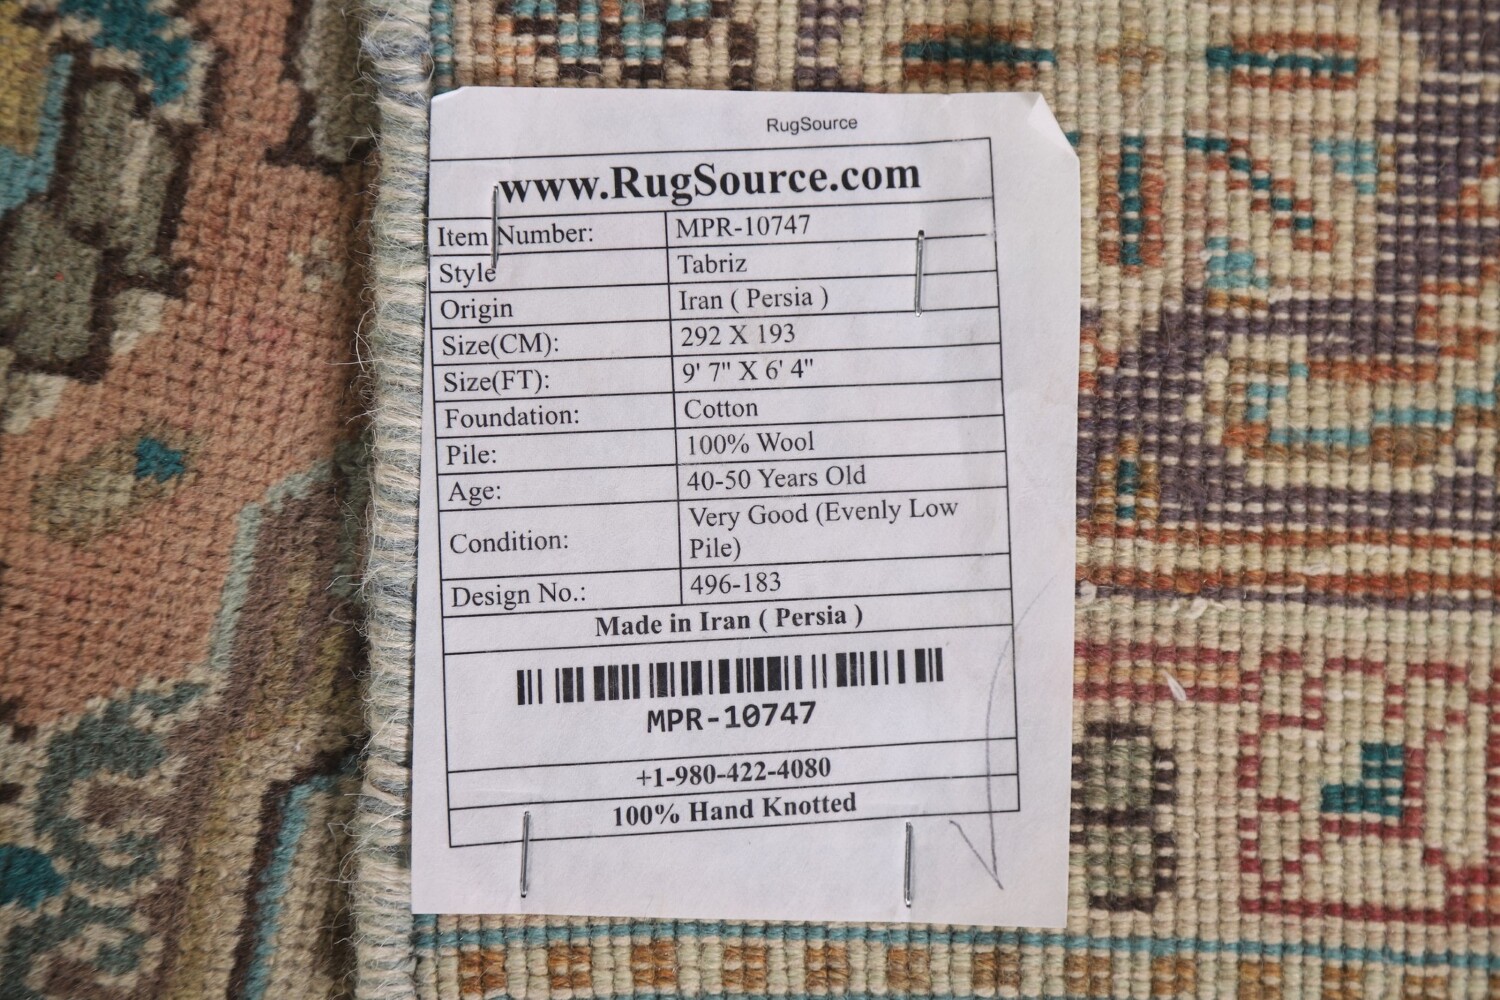 RugSource
www.RugSource.com
Item Number: MPR-10747
Style Tabriz
Origin Iran ( Persia )
Size(CM): 292 X 193
Size(FT): 9' 7" X 6' 4"
Foundation: Cotton
Pile: 100% Wool
Age: 40-50 Years Old
Condition: Very Good (Evenly Low
Pile)
Design No.: 496-183
Made in Iran ( Persia )
MPR-10747
+1-980-422-4080
100% Hand Knotted